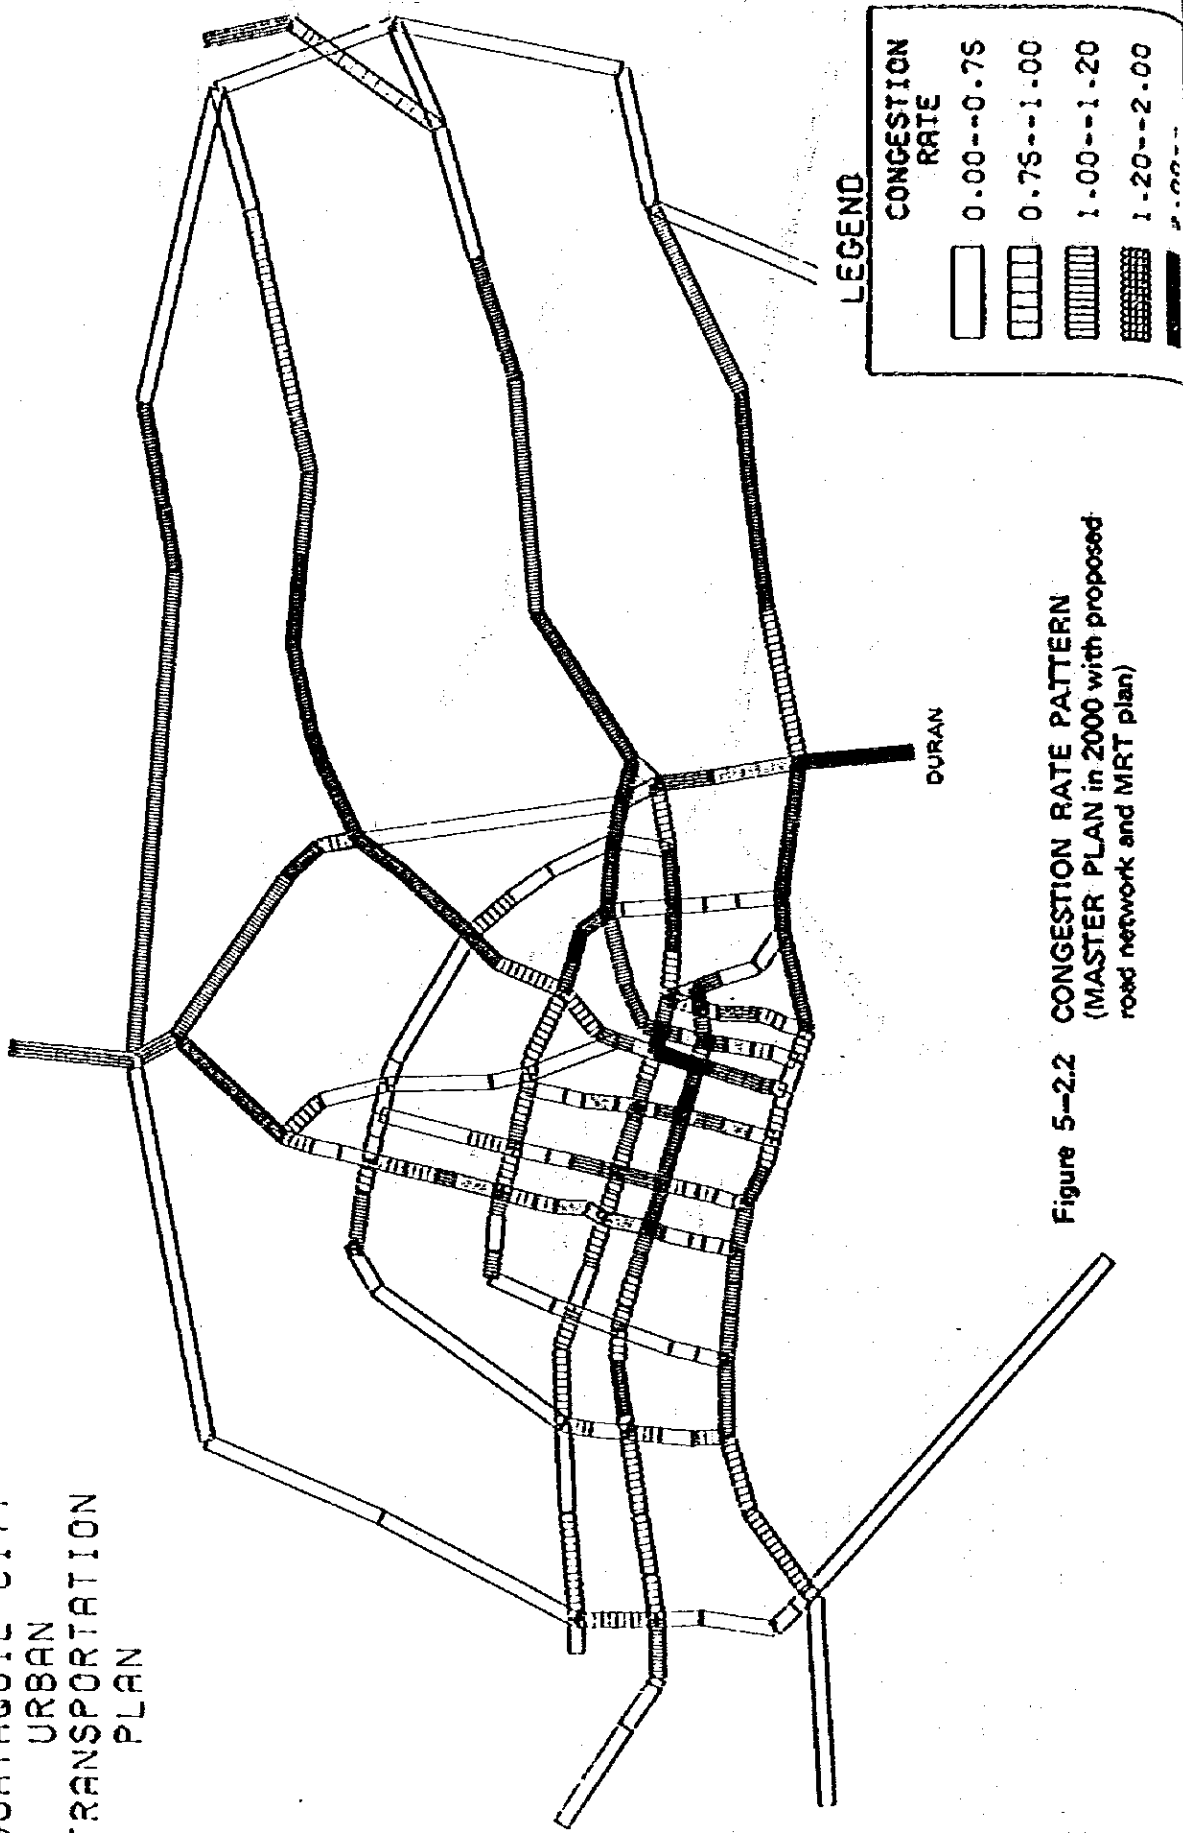 URBAN
TRANSPORTATION
PLAN
DURAN
LEGEND
CONGESTION
RATE
0.00--0.75
0.75--1.00
1.00--1.20
1.20--2.00
Figure 5-2.2 CONGESTION RATE PATTERN
(MASTER PLAN in 2000 with proposed
road network and MRT plan)